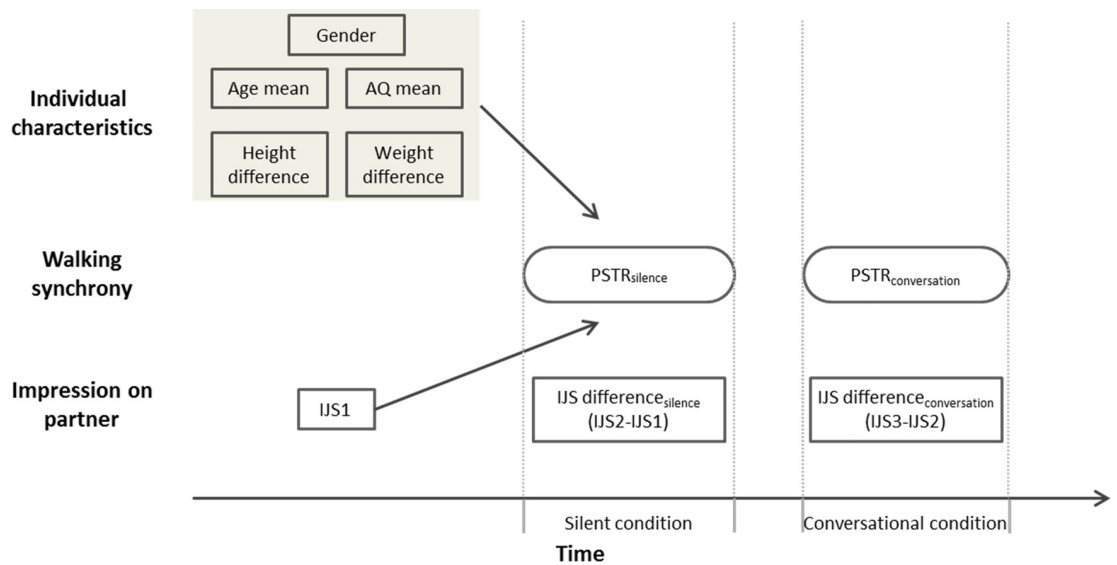 Gender
Age mean
AQ mean
Individual
characteristics
Height
difference
Weight
difference
Walking
synchrony
PSTRsilence
PSTRconversation
Impression on
partner
IJS1
IJS differencesilence
(IJS2-IJS1)
IJS differenceconversation
(IJS3-IJS2)
Silent condition
Conversational condition
Time